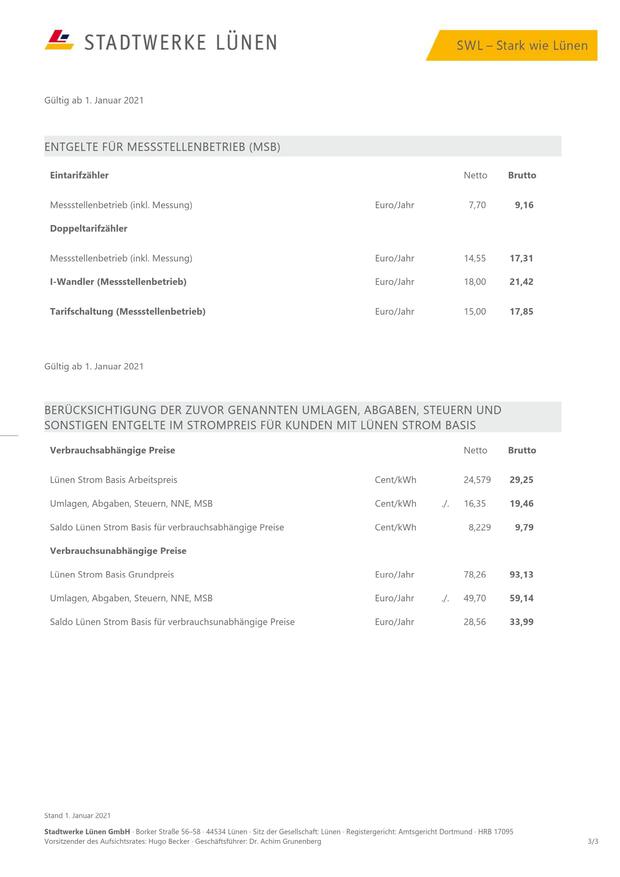 STADTWERKE LÜNEN
SWL – Stark wie Lünen
Gültig ab 1. Januar 2021
ENTGELTE FÜR MESSSTELLENBETRIEB (MSB)
Eintarifzähler Netto Brutto
Messstellenbetrieb (inkl. Messung) Euro/Jahr 7,70 9,16
Doppeltarifzähler
Messstellenbetrieb (inkl. Messung) Euro/Jahr 14,55 17,31
I-Wandler (Messstellenbetrieb) Euro/Jahr 18,00 21,42
Tarifschaltung (Messstellenbetrieb) Euro/Jahr 15,00 17,85
Gültig ab 1. Januar 2021
BERÜCKSICHTIGUNG DER ZUVOR GENANNTEN UMLAGEN, ABGABEN, STEUERN UND
SONSTIGEN ENTGELTE IM STROMPREIS FÜR KUNDEN MIT LÜNEN STROM BASIS
Verbrauchsabhängige Preise Netto Brutto
Lünen Strom Basis Arbeitspreis Cent/kWh 24,579 29,25
Umlagen, Abgaben, Steuern, NNE, MSB Cent/kWh ./. 16,35 19,46
Saldo Lünen Strom Basis für verbrauchsabhängige Preise Cent/kWh 8,229 9,79
Verbrauchsunabhängige Preise
Lünen Strom Basis Grundpreis Euro/Jahr 78,26 93,13
Umlagen, Abgaben, Steuern, NNE, MSB Euro/Jahr ./. 49,70 59,14
Saldo Lünen Strom Basis für verbrauchsunabhängige Preise Euro/Jahr 28,56 33,99
Stand 1. Januar 2021
Stadtwerke Lünen GmbH · Borker Straße 56–58 · 44534 Lünen · Sitz der Gesellschaft: Lünen · Registergericht: Amtsgericht Dortmund · HRB 17095
Vorsitzender des Aufsichtsrates: Hugo Becker · Geschäftsführer: Dr. Achim Grunenberg 3/3